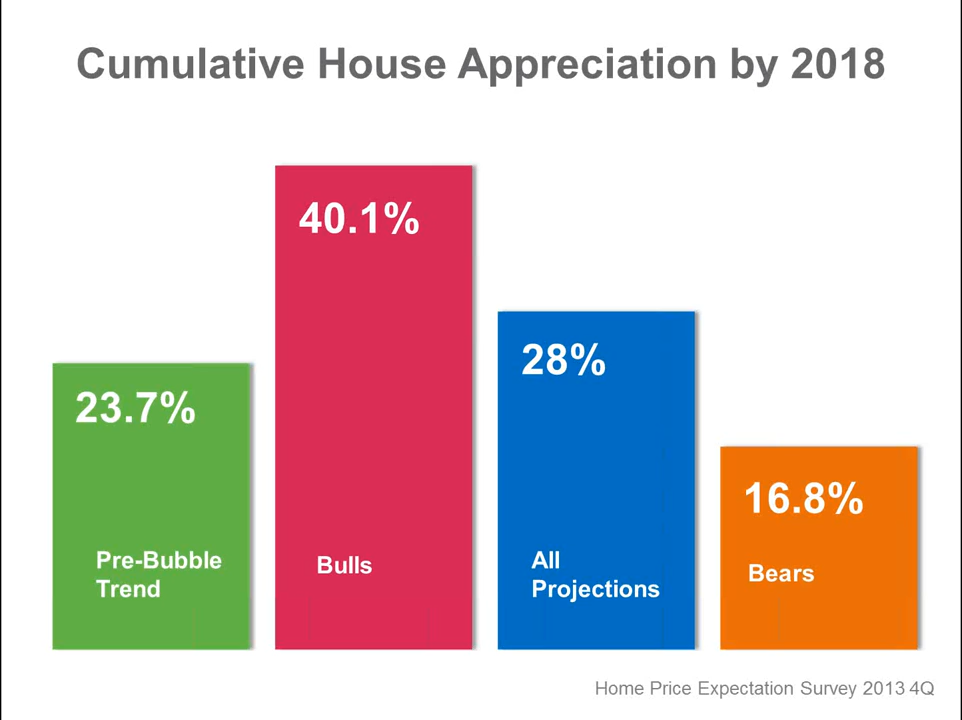 Cumulative House Appreciation by 2018
23.7%
Pre-Bubble
Trend
40.1%
Bulls
28%
All
Projections
16.8%
Bears
Home Price Expectation Survey 2013 4Q